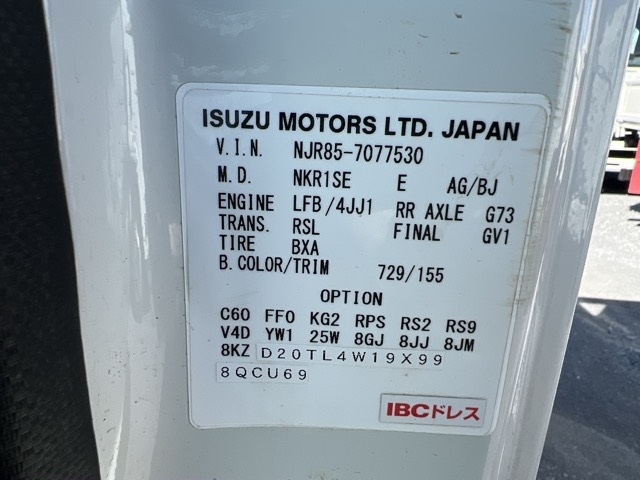 ISUZU MOTORS LTD. JAPAN
V.I.N. NJR85-7077530
M.D. NKR1SE E AG/BJ
ENGINE LFB/4JJ1 RR AXLE G73
TRANS. RSL FINAL GV1
TIRE BXA
B.COLOR/TRIM 729/155
OPTION
C60 FF0 KG2 RPS RS2 RS9
V4D YW1 25W 8GJ 8JJ 8JM
8KZ D20TL4W19X99
8QCU69
IBCドレス